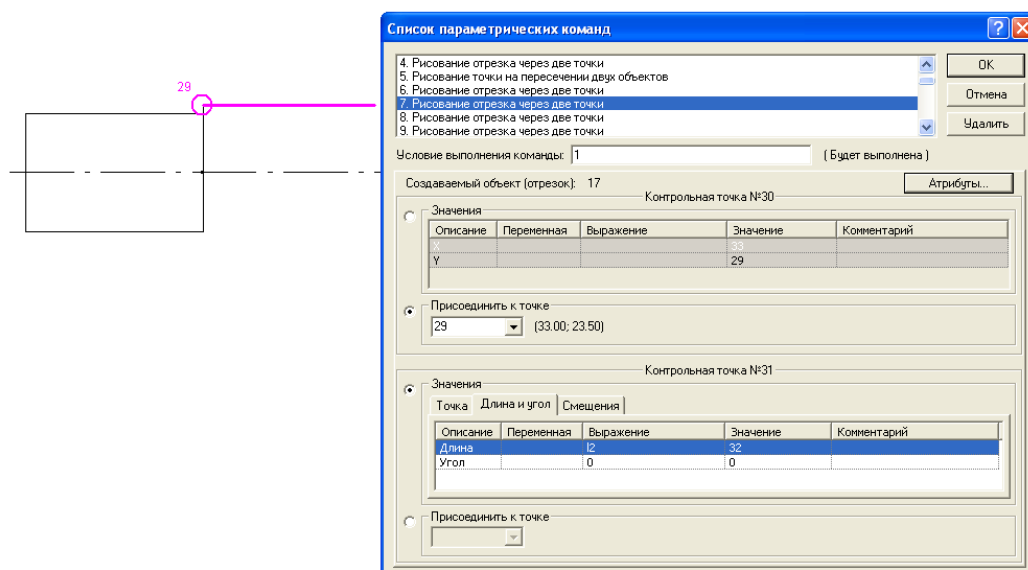 29
Список параметрических команд
4. Рисование отрезка через две точки
5. Рисование точки на пересечении двух объектов
6. Рисование отрезка через две точки
7. Рисование отрезка через две точки
8. Рисование отрезка через две точки
9. Рисование отрезка через две точки
OK
Отмена
Удалить
Условие выполнения команды: 1 ( Будет выполнена )
Создаваемый объект (отрезок): 17 Атрибуты...
Контрольная точка №30
Значения
Описание Переменная Выражение Значение Комментарий
X 33
Y 29
Присоединить к точке
29 (33.00; 23.50)
Контрольная точка №31
Значения
Точка Длина и угол Смещения
Описание Переменная Выражение Значение Комментарий
Длина l2 32
Угол 0 0
Присоединить к точке